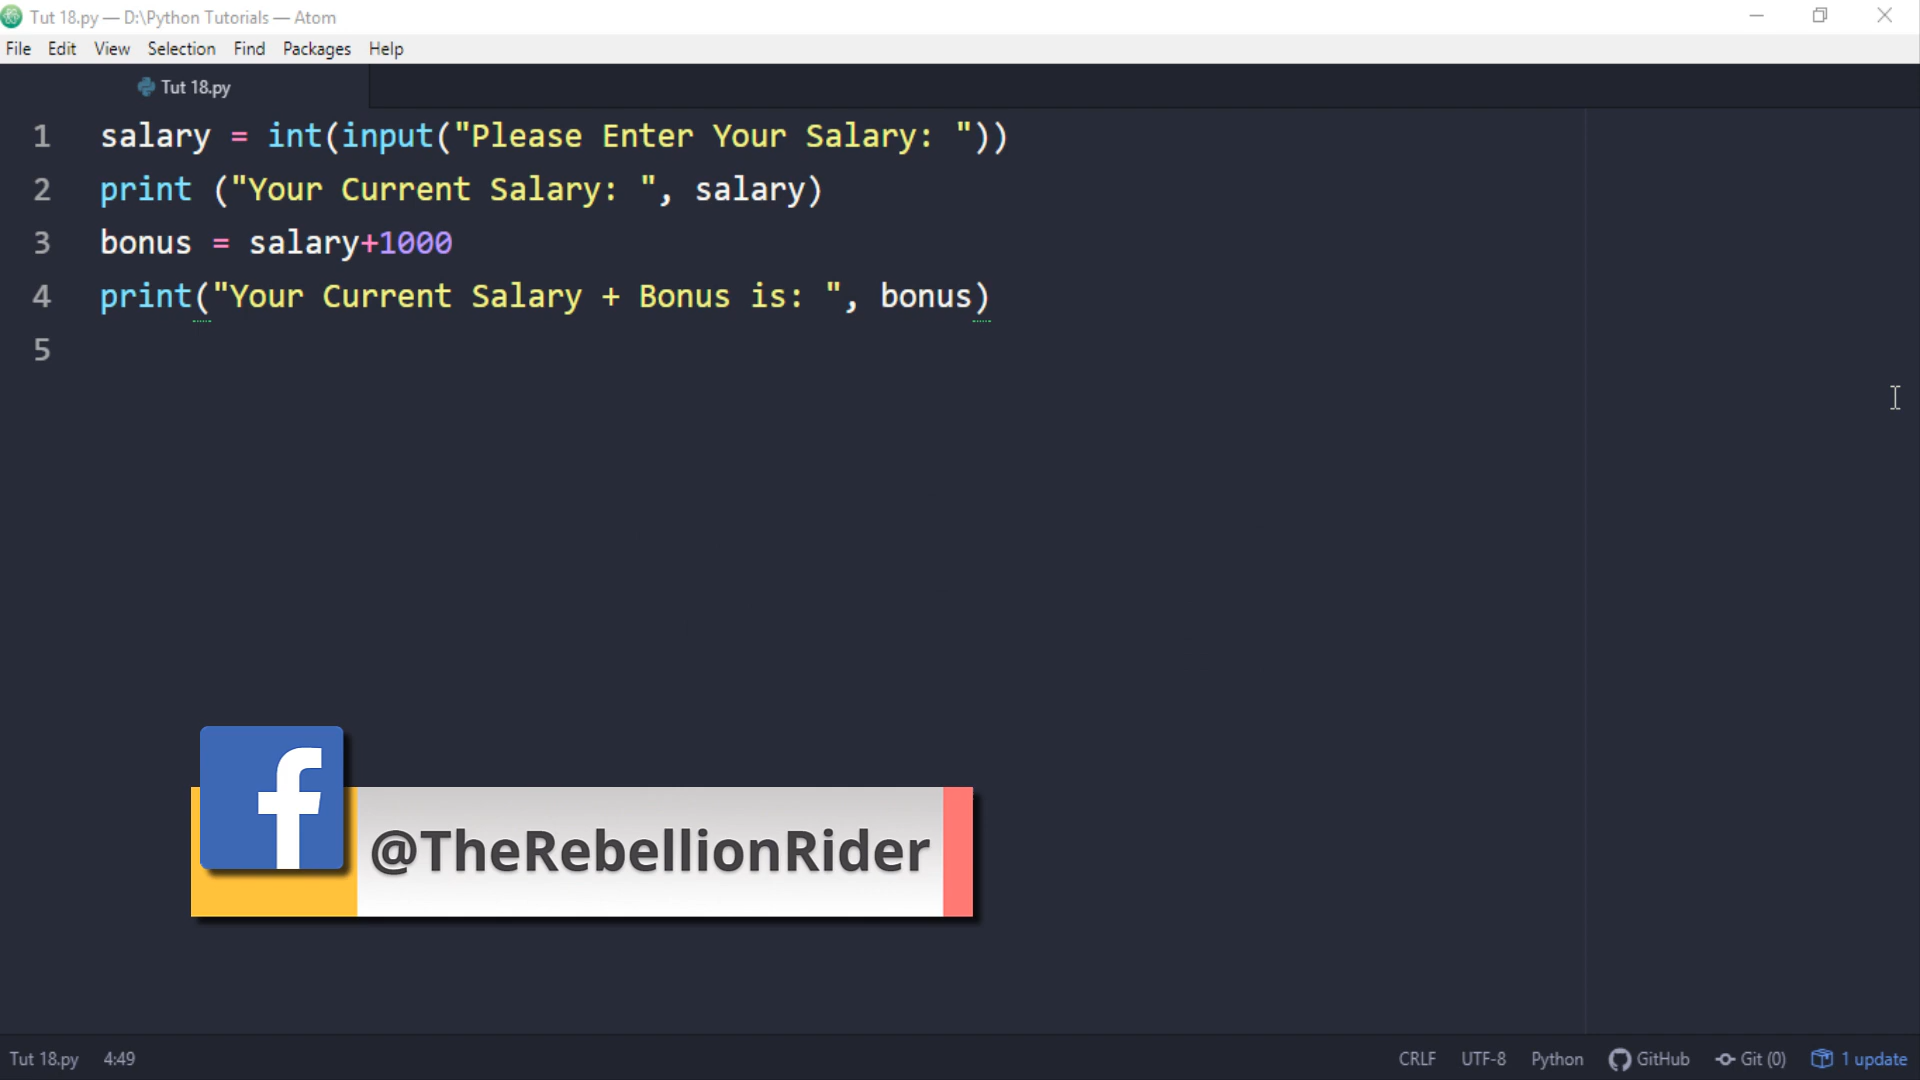 Tut 18.py — D:\Python Tutorials — Atom
File Edit View Selection Find Packages Help
Tut 18.py
1 salary = int(input("Please Enter Your Salary: "))
2 print ("Your Current Salary: ", salary)
3 bonus = salary+1000
4 print("Your Current Salary + Bonus is: ", bonus)
5
f
@TheRebellionRider
Tut 18.py 4:49 CRLF UTF-8 Python GitHub Git (0) 1 update